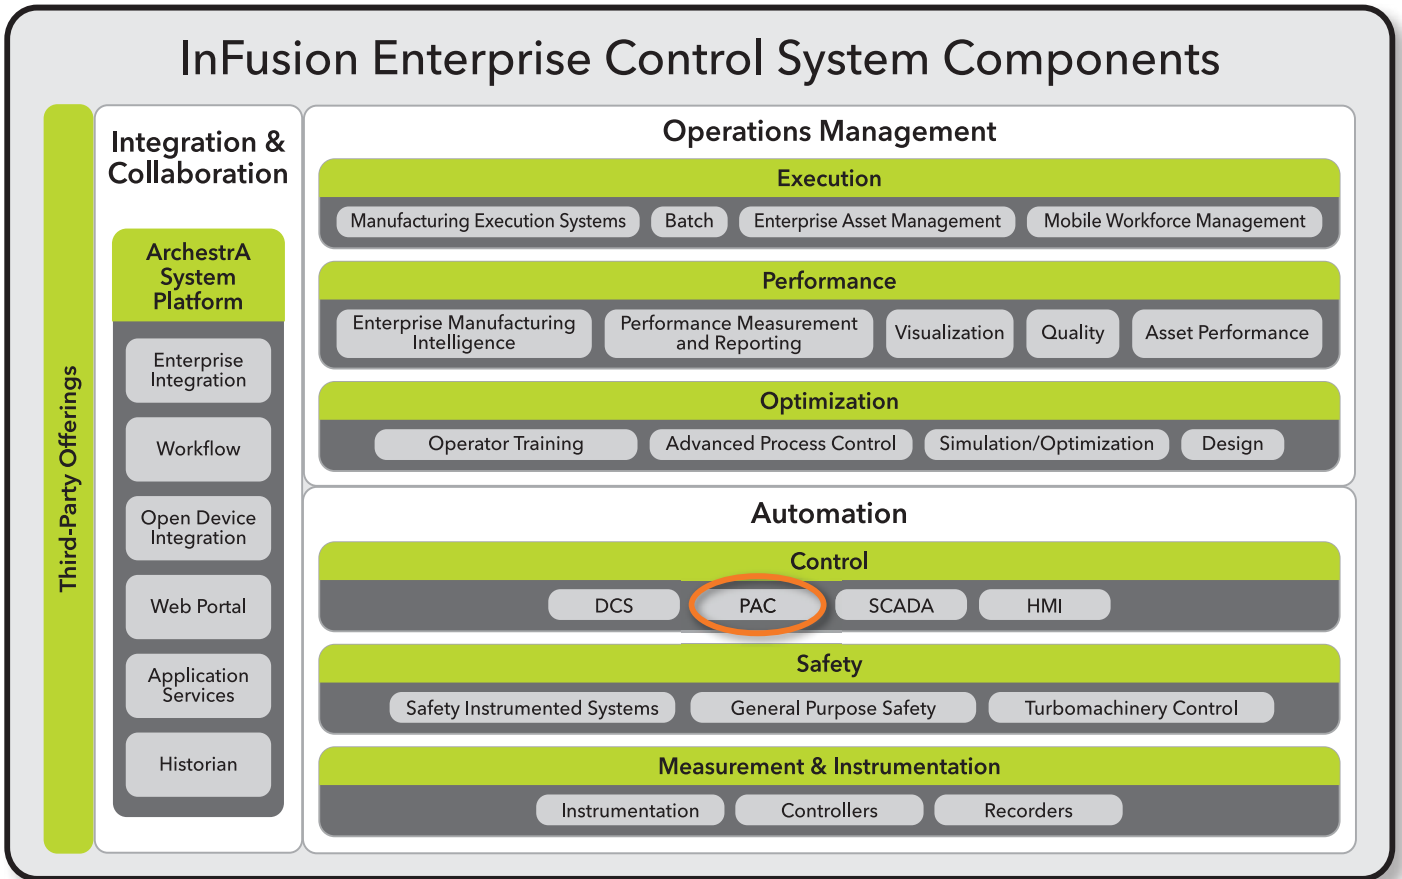 InFusion Enterprise Control System Components
Third-Party Offerings
Integration &
Collaboration
ArchestrA
System
Platform
Enterprise
Integration
Workflow
Open Device
Integration
Web Portal
Application
Services
Historian
Operations Management
Execution
Manufacturing Execution Systems
Batch
Enterprise Asset Management
Mobile Workforce Management
Performance
Enterprise Manufacturing
Intelligence
Performance Measurement
and Reporting
Visualization
Quality
Asset Performance
Optimization
Operator Training
Advanced Process Control
Simulation/Optimization
Design
Automation
Control
DCS
PAC
SCADA
HMI
Safety
Safety Instrumented Systems
General Purpose Safety
Turbomachinery Control
Measurement & Instrumentation
Instrumentation
Controllers
Recorders